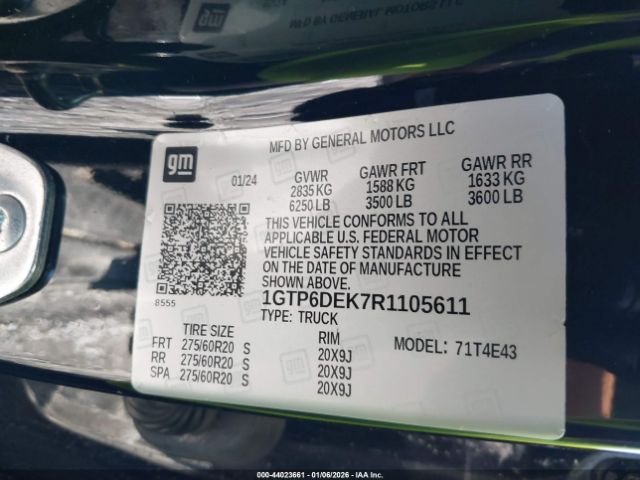 MFD BY GENERAL MOTORS LLC
gm
01/24
GVWR
2835 KG
6250 LB
GAWR FRT
1588 KG
3500 LB
GAWR RR
1633 KG
3600 LB
THIS VEHICLE CONFORMS TO ALL
APPLICABLE U.S. FEDERAL MOTOR
VEHICLE SAFETY STANDARDS IN EFFECT
ON THE DATE OF MANUFACTURE
SHOWN ABOVE.
8555
1GTP6DEK7R1105611
TYPE: TRUCK
TIRE SIZE
RIM
MODEL: 71T4E43
FRT 275/60R20 S 20X9J
RR 275/60R20 S 20X9J
SPA 275/60R20 S 20X9J
000-44023661 - 01/06/2026 - IAA Inc.